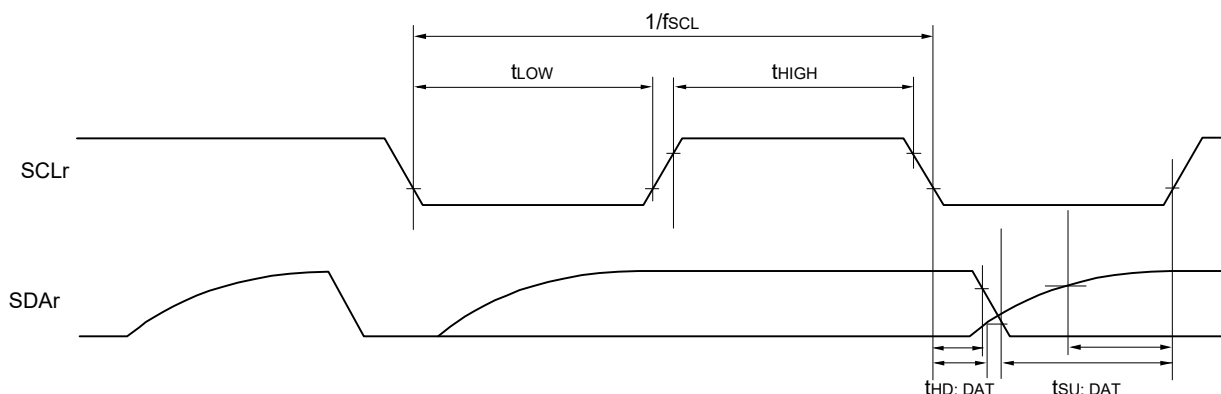 1/fSCL
tLOW
tHIGH
SCLr
SDAr
tHD: DAT
tSU: DAT